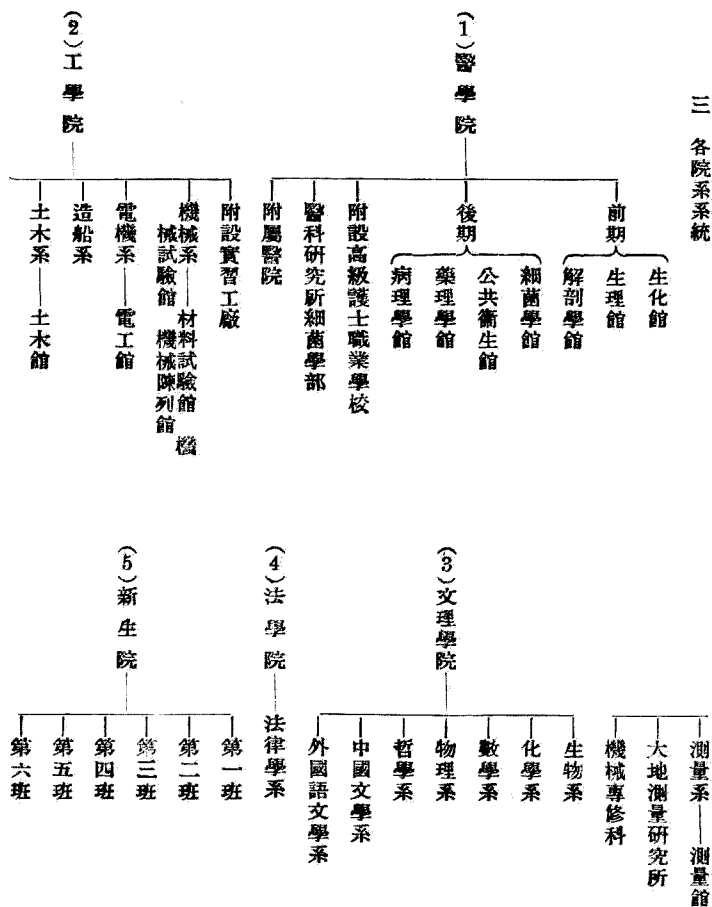 三　各院系系統
(1)醫學院
前期
生化館
生理館
解剖學館
後期
細菌學館
公共衞生館
藥理學館
病理學館
附設高級護士職業學校
醫科硏究所細菌學部
附屬醫院
(2)工學院
附設實習工廠
機械系——材料試驗館　機
械試驗館　機械陳列館
電機系——電工館
造船系
土木系——土木館
測量系——測量館
大地測量硏究所
機械專修科
(3)文理學院
生物系
化學系
數學系
物理系
哲學系
中國文學系
外國語文學系
(4)法學院——法律學系
(5)新生院
第一班
第二班
第三班
第四班
第五班
第六班